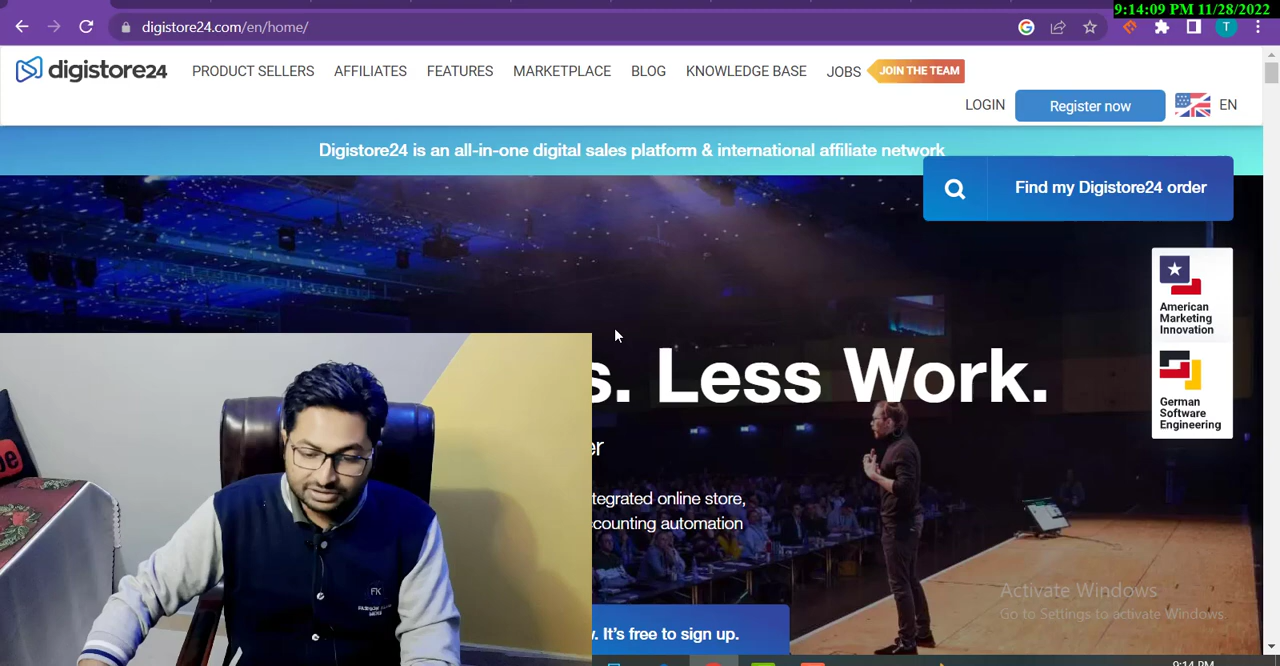 9:14:09 PM 11/28/2022
digistore24.com/en/home/
T
digistore24
PRODUCT SELLERS
AFFILIATES
FEATURES
MARKETPLACE
BLOG
KNOWLEDGE BASE
JOBS
JOIN THE TEAM
LOGIN
Register now
EN
Digistore24 is an all-in-one digital sales platform & international affiliate network
Find my Digistore24 order
American
Marketing
Innovation
s. Less Work.
German
Software
Engineering
er
tegrated online store,
counting automation
FK
Activate Windows
Go to Settings to activate Windows.
. It's free to sign up.
9:14 PM